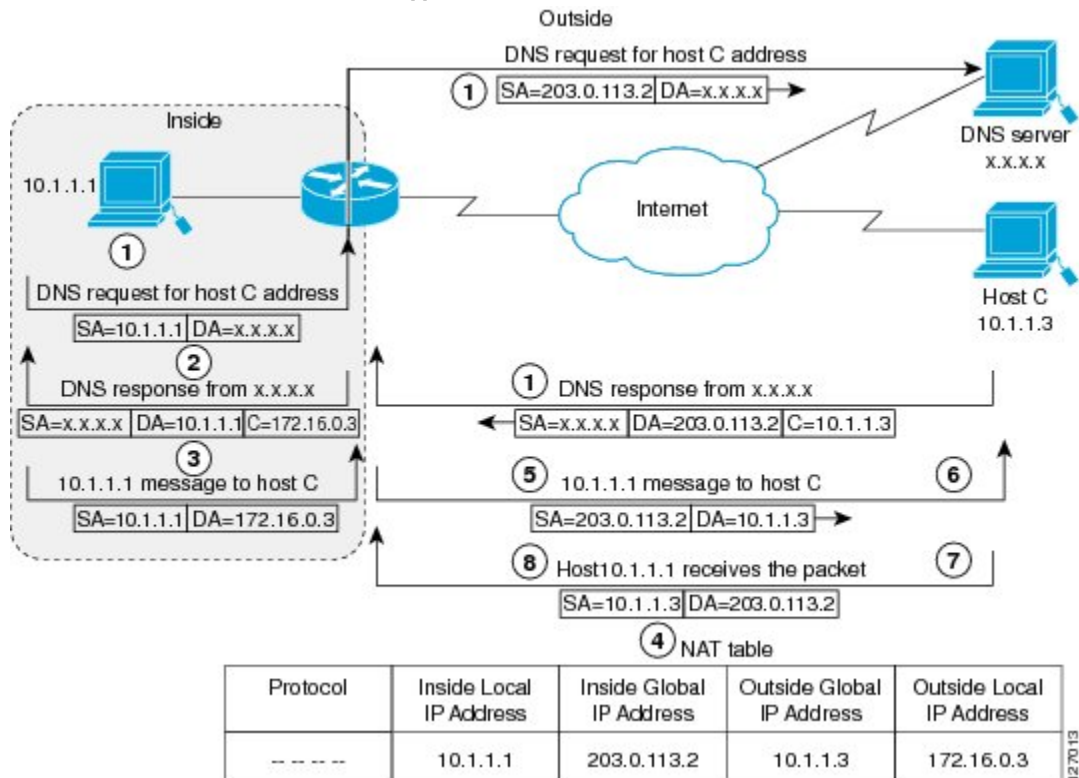 Outside
DNS request for host C address
1 SA=203.0.113.2 DA=x.x.x.x
Inside
10.1.1.1
DNS server
x.x.x.x
Internet
1
DNS request for host C address
SA=10.1.1.1 DA=x.x.x.x
Host C
10.1.1.3
2
DNS response from x.x.x.x
SA=x.x.x.x DA=10.1.1.1 C=172.16.0.3
1 DNS response from x.x.x.x
SA=x.x.x.x DA=203.0.113.2 C=10.1.1.3
3
10.1.1.1 message to host C
SA=10.1.1.1 DA=172.16.0.3
5 10.1.1.1 message to host C 6
SA=203.0.113.2 DA=10.1.1.3
8 Host10.1.1.1 receives the packet 7
SA=10.1.1.3 DA=203.0.113.2
4 NAT table
Protocol Inside Local IP Address Inside Global IP Address Outside Global IP Address Outside Local IP Address
-- -- -- -- 10.1.1.1 203.0.113.2 10.1.1.3 172.16.0.3
127013